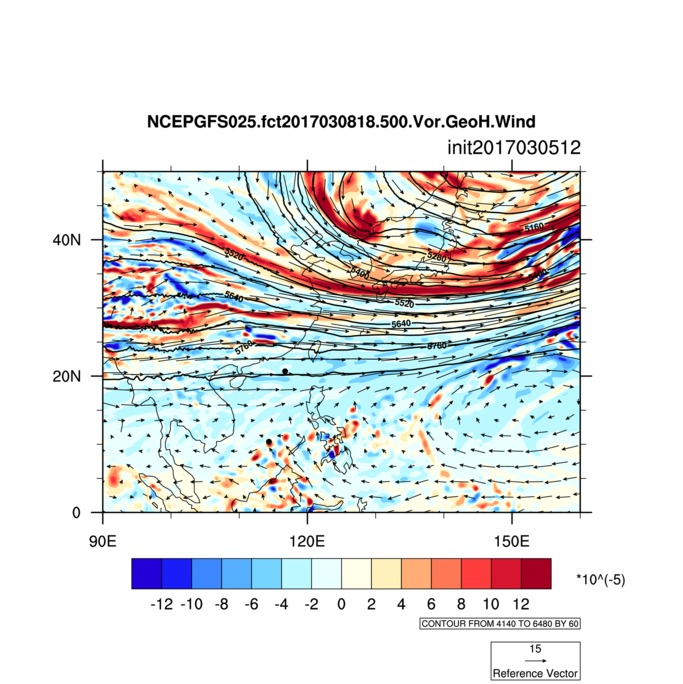 NCEPGFS025.fct2017030818.500.Vor.GeoH.Wind
init2017030512
5160
5280
5520
5400
5520
5640
5640
5760
5760
40N
20N
0
90E 120E 150E
-12 -10 -8 -6 -4 -2 0 2 4 6 8 10 12
*10^(-5)
CONTOUR FROM 4140 TO 6480 BY 60
15
Reference Vector